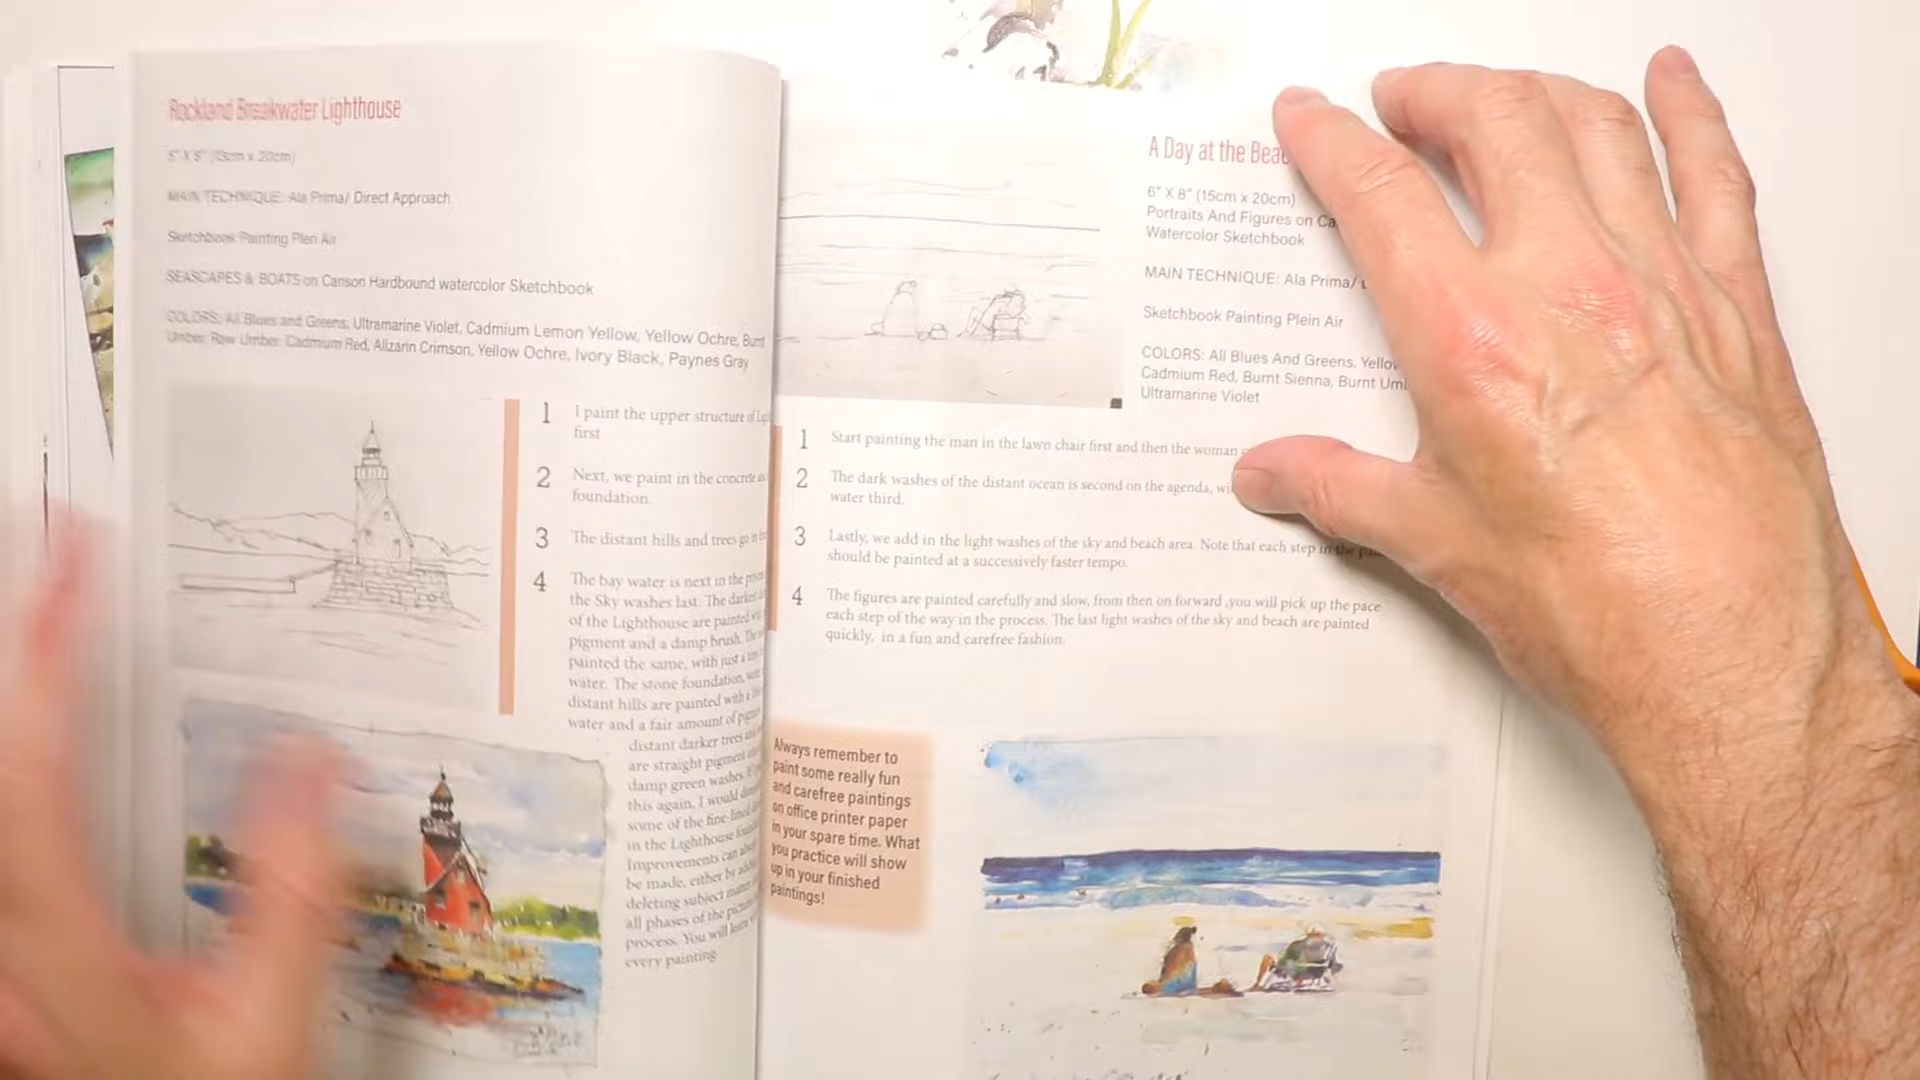 Rockland Breakwater Lighthouse
5" X 8" (13cm x 20cm)
MAIN TECHNIQUE: Ala Prima/ Direct Approach
Sketchbook Painting Plen Air
SEASCAPES & BOATS on Canson Hardbound watercolor Sketchbook
COLORS: All Blues and Greens, Ultramarine Violet, Cadmium Lemon Yellow, Yellow Ochre, Burnt
Umber, Raw Umber, Cadmium Red, Alizarin Crimson, Yellow Ochre, Ivory Black, Paynes Gray
1 I paint the upper structure of
first
2 Next, we paint in the concrete
foundation.
3 The distant hills and trees go in
4 The bay water is next in the
the Sky washes last. The darkest
of the Lighthouse are painted
pigment and a damp brush. The
painted the same, with just a
water. The stone foundation,
distant hills are painted with a
water and a fair amount of
distant darker trees
are straight pigment
damp green washes.
this again, I would
some of the fine lined
in the Lighthouse
Improvements can
be made, either by
deleting subject
all phases of the picture
process. You will learn
every painting
A Day at the
6" X 8" (15cm x 20cm)
Portraits And Figures on
Watercolor Sketchbook
MAIN TECHNIQUE: Ala Prima/
Sketchbook Painting Plein Air
COLORS: All Blues And Greens.
Cadmium Red, Burnt Sienna, Burnt
Ultramarine Violet
1 Start painting the man in the lawn chair first and then the woman
2 The dark washes of the distant ocean is second on the agenda,
water third.
3 Lastly, we add in the light washes of the sky and beach area. Note that each step in the
should be painted at a successively faster tempo.
4 The figures are painted carefully and slow, from then on forward ,you will pick up the pace
each step of the way in the process. The last light washes of the sky and beach are painted
quickly, in a fun and carefree fashion.
Always remember to
paint some really fun
and carefree paintings
on office printer paper
in your spare time. What
you practice will show
up in your finished
paintings!